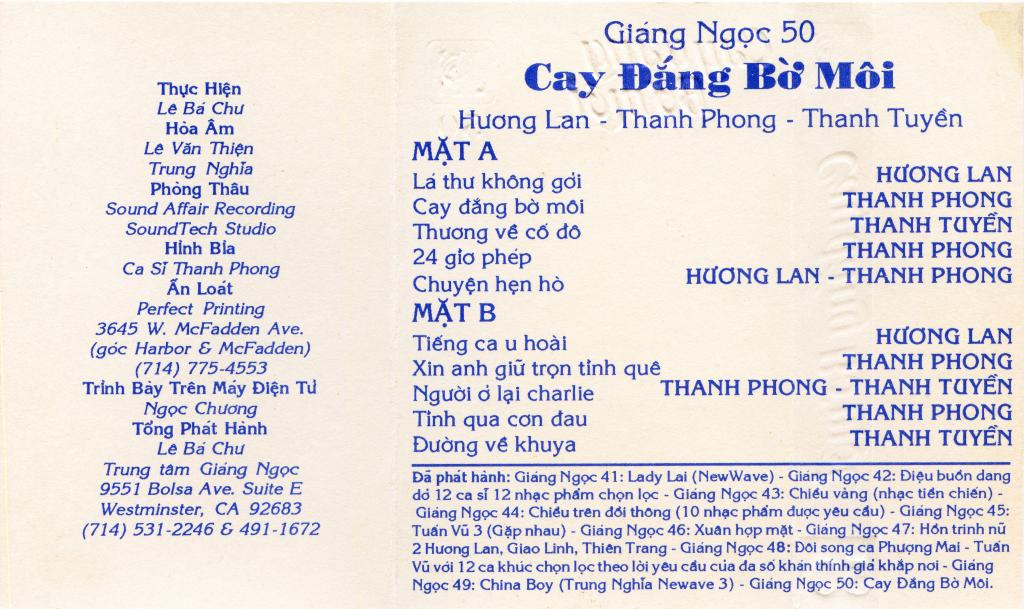 Thực Hiện
Lê Bá Chư
Hòa Âm
Lê Văn Thiện
Trung Nghĩa
Phòng Thâu
Sound Affair Recording
SoundTech Studio
Hình Bìa
Ca Sĩ Thanh Phong
Ấn Loát
Perfect Printing
3645 W. McFadden Ave.
(góc Harbor & McFadden)
(714) 775-4553
Trình Bày Trên Máy Điện Tử
Ngọc Chương
Tổng Phát Hành
Lê Bá Chư
Trung tâm Giáng Ngọc
9551 Bolsa Ave. Suite E
Westminster, CA 92683
(714) 531-2246 & 491-1672
Giáng Ngọc 50
Cay Đắng Bờ Môi
Hương Lan - Thanh Phong - Thanh Tuyền
MẶT A
Lá thư không gởi HƯƠNG LAN
Cay đắng bờ môi THANH PHONG
Thương về cố đô THANH TUYỀN
24 giờ phép THANH PHONG
Chuyện hẹn hò HƯƠNG LAN - THANH PHONG
MẶT B
Tiếng ca u hoài HƯƠNG LAN
Xin anh giữ trọn tình quê THANH PHONG
Người ở lại charlie THANH PHONG - THANH TUYỀN
Tình qua cơn đau THANH PHONG
Đường về khuya THANH TUYỀN
Đã phát hành: Giáng Ngọc 41: Lady Lai (NewWave) - Giáng Ngọc 42: Điệu buồn dang
dở 12 ca sĩ 12 nhạc phẩm chọn lọc - Giáng Ngọc 43: Chiều vàng (nhạc tiền chiến) -
Giáng Ngọc 44: Chiều trên đồi thông (10 nhạc phẩm được yêu cầu) - Giáng Ngọc 45:
Tuấn Vũ 3 (Gặp nhau) - Giáng Ngọc 46: Xuân họp mặt - Giáng Ngọc 47: Hồn trinh nữ
2 Hương Lan, Giao Linh, Thiên Trang - Giáng Ngọc 48: Đôi song ca Phượng Mai - Tuấn
Vũ với 12 ca khúc chọn lọc theo lời yêu cầu của đa số khán thính giả khắp nơi - Giáng
Ngọc 49: China Boy (Trung Nghĩa Newave 3) - Giáng Ngọc 50: Cay Đắng Bờ Môi.